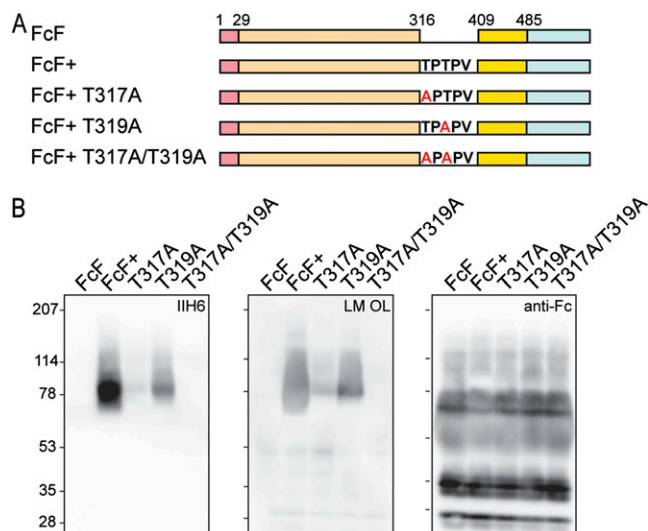 A
1 29 316 409 485
FcF
FcF+ TPTPV
FcF+ T317A APTPV
FcF+ T319A TPAPV
FcF+ T317A/T319A APAPV
B
FcF FcF+ T317A T319A T317A/T319A FcF FcF+ T317A T319A T317A/T319A FcF FcF+ T317A T319A T317A/T319A
207 IIH6 LM OL anti-Fc
114
78
53
35
28